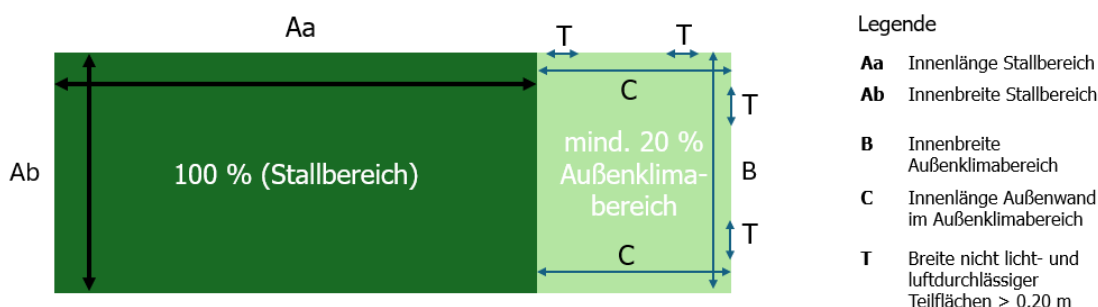 Aa
T
T
C
T
Ab
100 % (Stallbereich)
mind. 20 %
Außenklima-
bereich
B
T
C
Legende
Aa Innenlänge Stallbereich
Ab Innenbreite Stallbereich
B Innenbreite
Außenklimabereich
C Innenlänge Außenwand
im Außenklimabereich
T Breite nicht licht- und
luftdurchlässiger
Teilflächen > 0,20 m